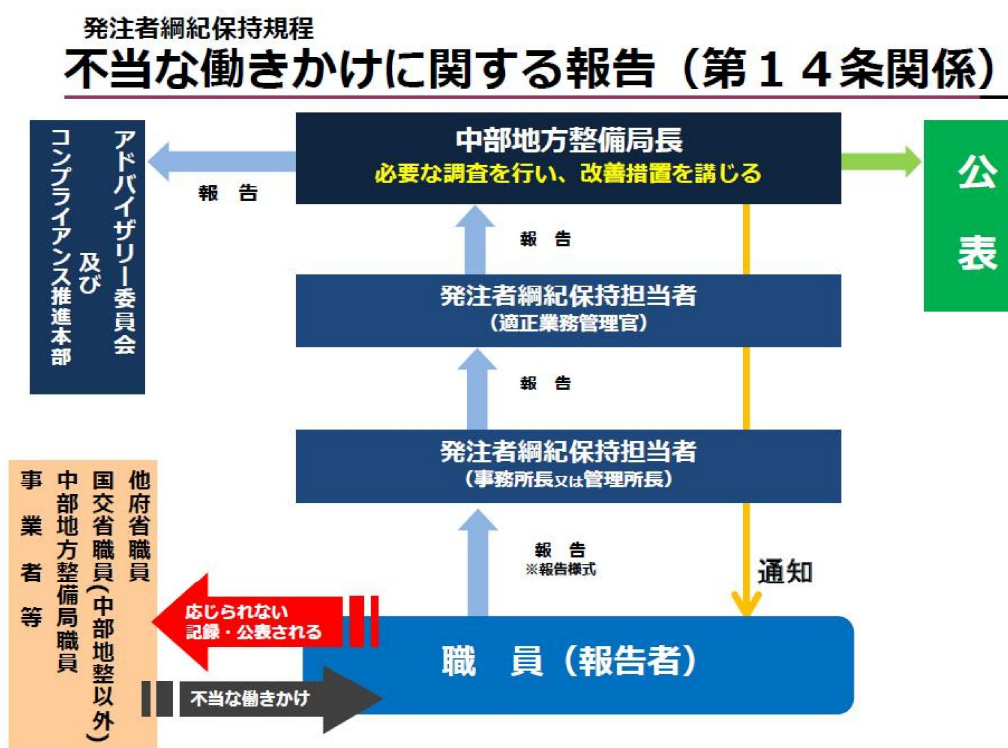 発注者綱紀保持規程
不当な働きかけに関する報告（第１４条関係）
中部地方整備局長
必要な調査を行い、改善措置を講じる
アドバイザリー委員会
及び
コンプライアンス推進本部
報　告
公表
報　告
発注者綱紀保持担当者
（適正業務管理官）
報　告
発注者綱紀保持担当者
（事務所長又は管理所長）
報　告
※報告様式
通知
他府省職員
国交省職員(中部地整以外)
中部地方整備局職員
事業者等
応じられない
記録・公表される
不当な働きかけ
職　員（報告者）